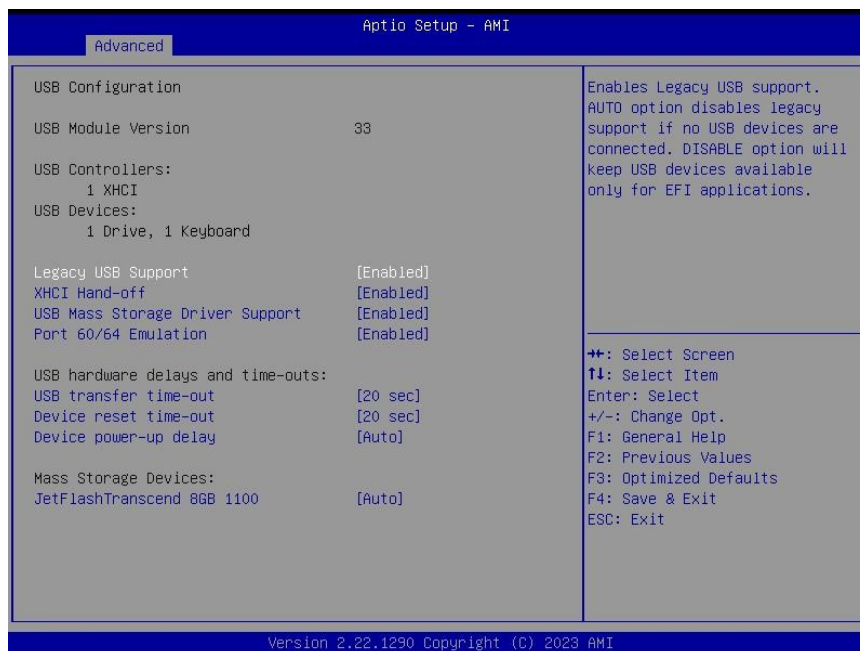 Aptio Setup - AMI
Advanced
USB Configuration
USB Module Version 33
USB Controllers:
1 XHCI
USB Devices:
1 Drive, 1 Keyboard
Legacy USB Support [Enabled]
XHCI Hand-off [Enabled]
USB Mass Storage Driver Support [Enabled]
Port 60/64 Emulation [Enabled]
USB hardware delays and time-outs:
USB transfer time-out [20 sec]
Device reset time-out [20 sec]
Device power-up delay [Auto]
Mass Storage Devices:
JetFlashTranscend 8GB 1100 [Auto]
Enables Legacy USB support.
AUTO option disables legacy
support if no USB devices are
connected. DISABLE option will
keep USB devices available
only for EFI applications.
→←: Select Screen
↑↓: Select Item
Enter: Select
+/-: Change Opt.
F1: General Help
F2: Previous Values
F3: Optimized Defaults
F4: Save & Exit
ESC: Exit
Version 2.22.1290 Copyright (C) 2023 AMI